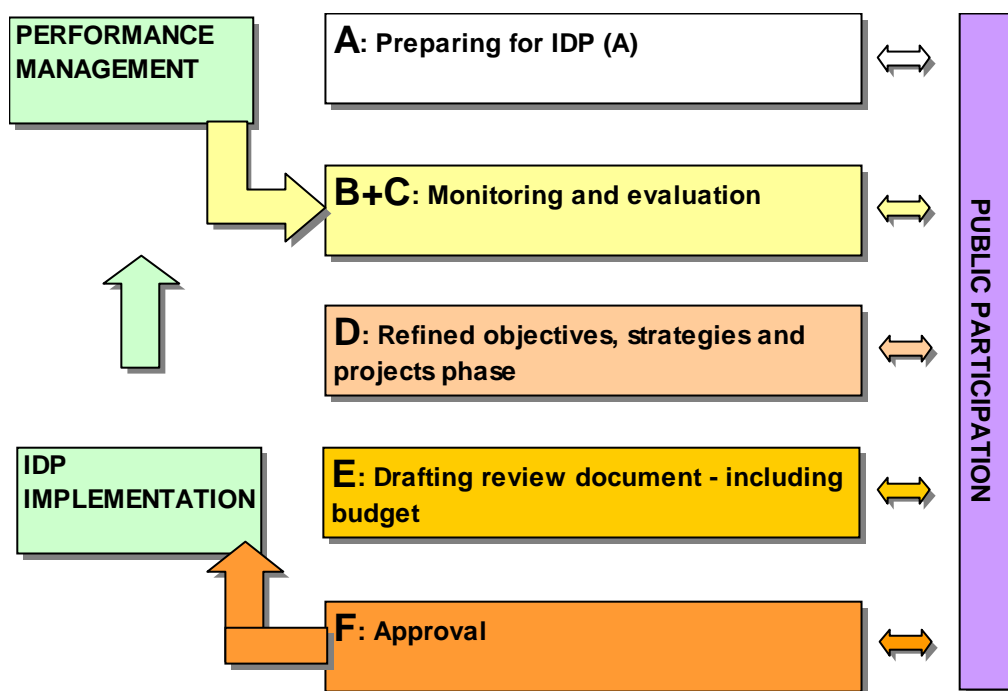 PERFORMANCE
MANAGEMENT
A: Preparing for IDP (A)
B+C: Monitoring and evaluation
D: Refined objectives, strategies and
projects phase
IDP
IMPLEMENTATION
E: Drafting review document - including
budget
F: Approval
PUBLIC PARTICIPATION